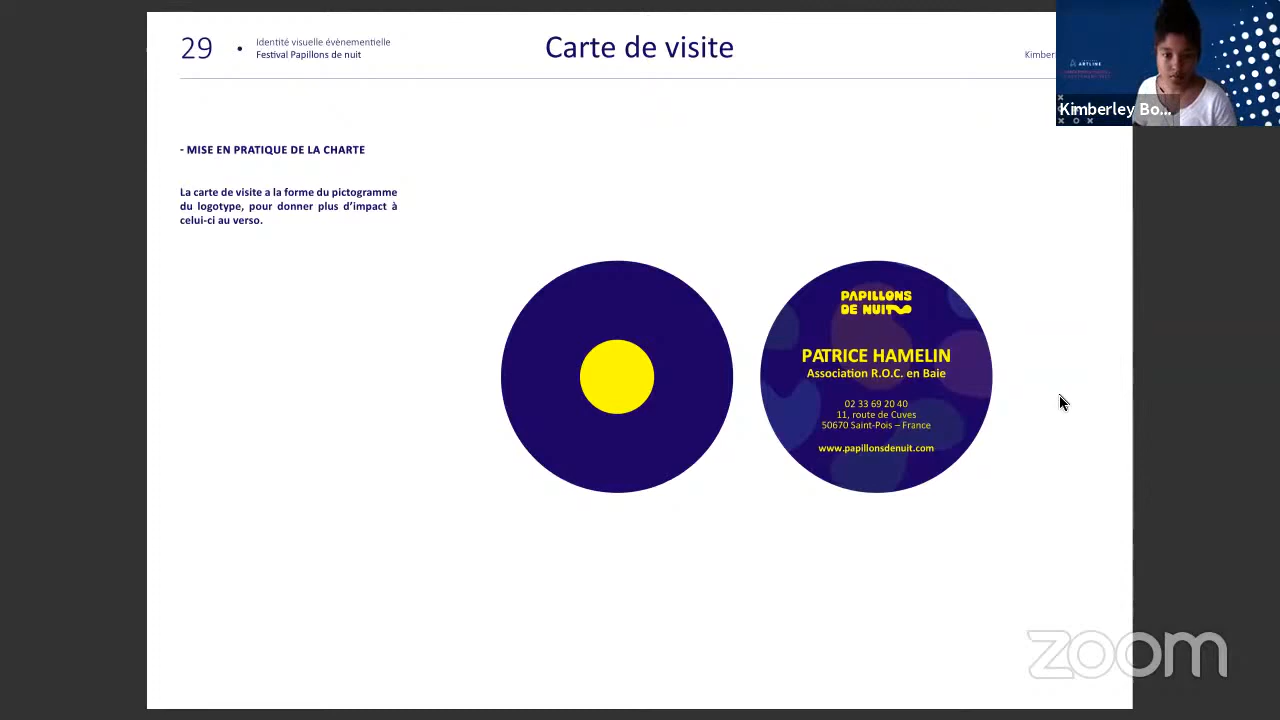 29
•
Identité visuelle évènementielle
Festival Papillons de nuit
Carte de visite
Kimber
ARTLINE
Kimberley Bo...
- MISE EN PRATIQUE DE LA CHARTE
La carte de visite a la forme du pictogramme
du logotype, pour donner plus d’impact à
celui-ci au verso.
PAPILLONS
DE NUIT
PATRICE HAMELIN
Association R.O.C. en Baie
02 33 69 20 40
11, route de Cuves
50670 Saint-Pois – France
www.papillonsdenuit.com
zoom